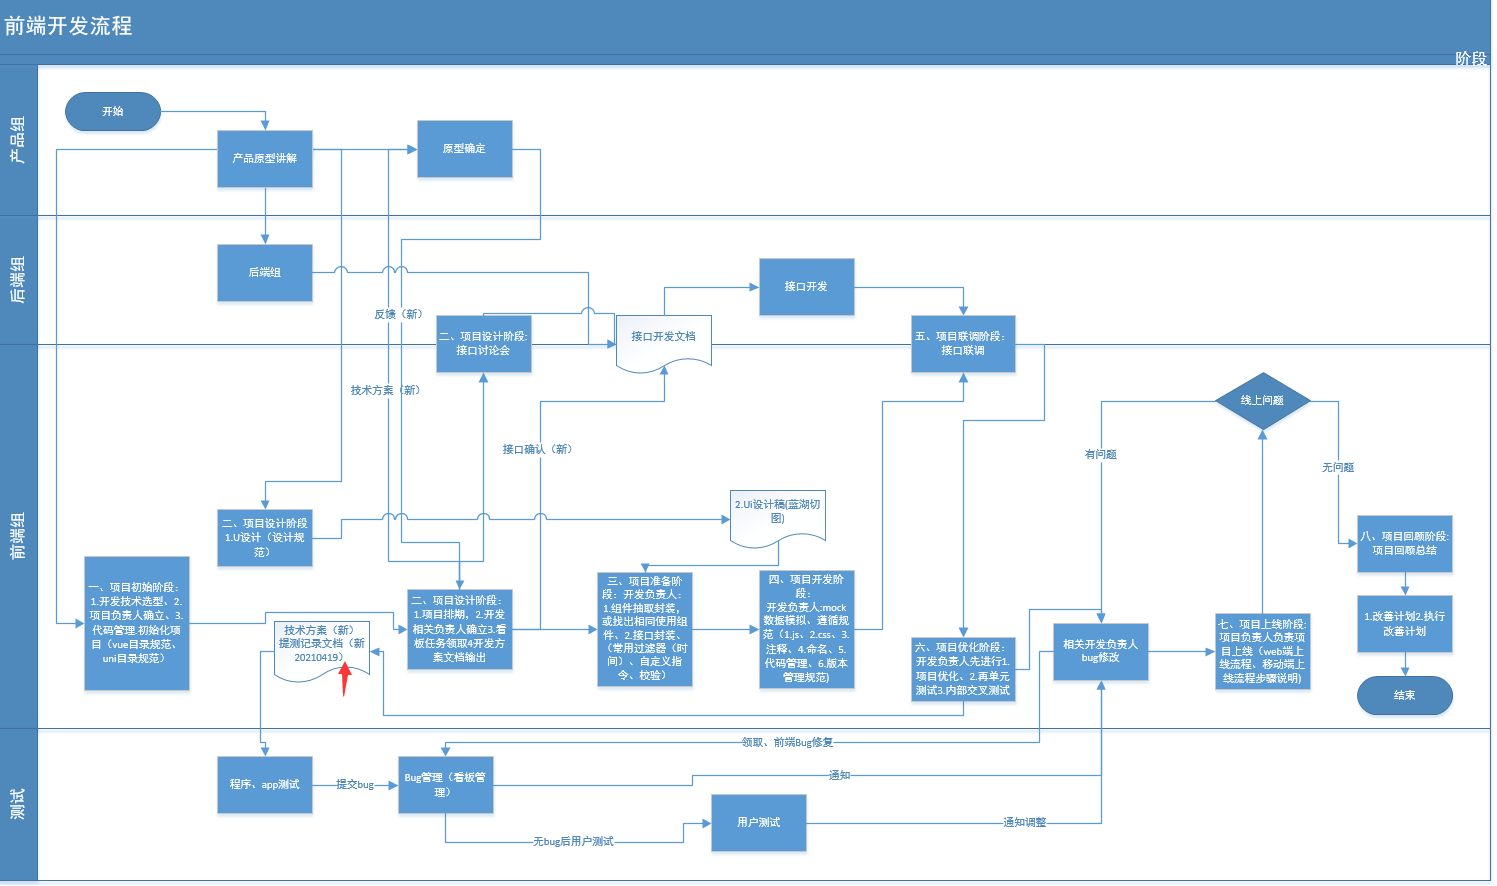 前端开发流程
阶段
产品组
开始
产品原型讲解
原型确定
后端组
后端组
接口开发
反馈（新）
二、项目设计阶段:
接口讨论会
接口开发文档
五、项目联调阶段：
接口联调
技术方案（新）
线上问题
接口确认（新）
有问题
无问题
前端组
2.Ui设计稿(蓝湖切
图)
二、项目设计阶段
1.U设计（设计规
范）
八、项目回顾阶段:
项目回顾总结
一、项目初始阶段：
1.开发技术选型、2.
项目负责人确立、3.
代码管理.初始化项
目（vue目录规范、
uni目录规范）
技术方案（新）
提测记录文档（新
20210419）
二、项目设计阶段：
1.项目排期，2.开发
相关负责人确立3.看
板任务领取4开发方
案文档输出
三、项目准备阶
段：开发负责人：
1.组件抽取封装，
或找出相同使用组
件、2.接口封装、
（常用过滤器（时
间）、自定义指
令、校验）
四、项目开发阶
段：
开发负责人:mock
数据模拟、遵循规
范（1.js、2.css、3.
注释、4.命名、5.
代码管理、6.版本
管理规范)
六、项目优化阶段：
开发负责人先进行1.
项目优化、2.再单元
测试3.内部交叉测试
相关开发负责人
bug修改
七、项目上线阶段:
项目负责人负责项
目上线（web端上
线流程、移动端上
线流程步骤说明)
1.改善计划2.执行
改善计划
结束
测试
领取、前端Bug修复
程序、app测试
提交bug
Bug管理（看板管
理）
通知
用户测试
通知调整
无bug后用户测试